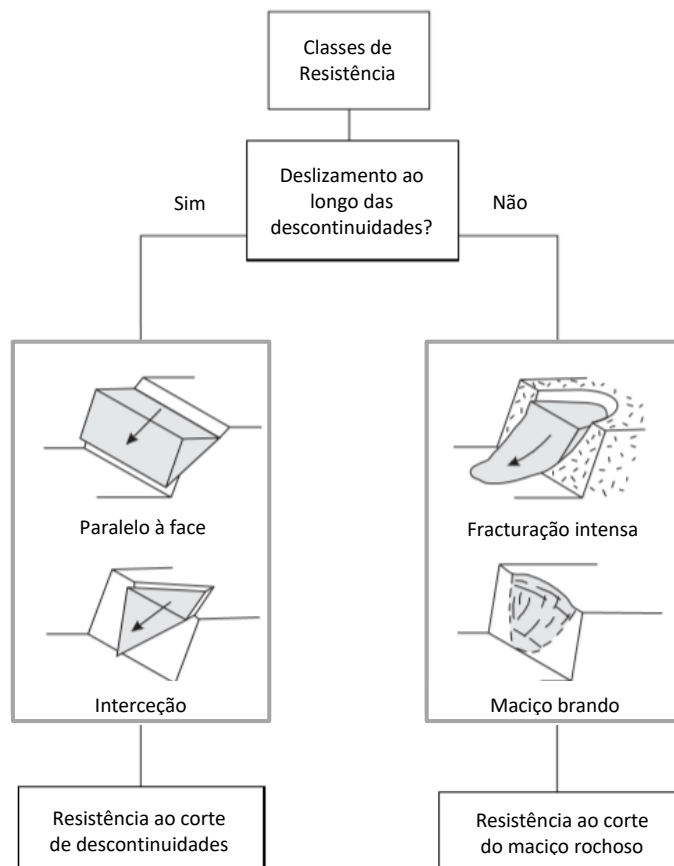 Classes de
Resistência
Deslizamento ao
longo das
descontinuidades?
Sim
Não
Paralelo à face
Fracturação intensa
Interceção
Maciço brando
Resistência ao corte
de descontinuidades
Resistência ao corte
do maciço rochoso